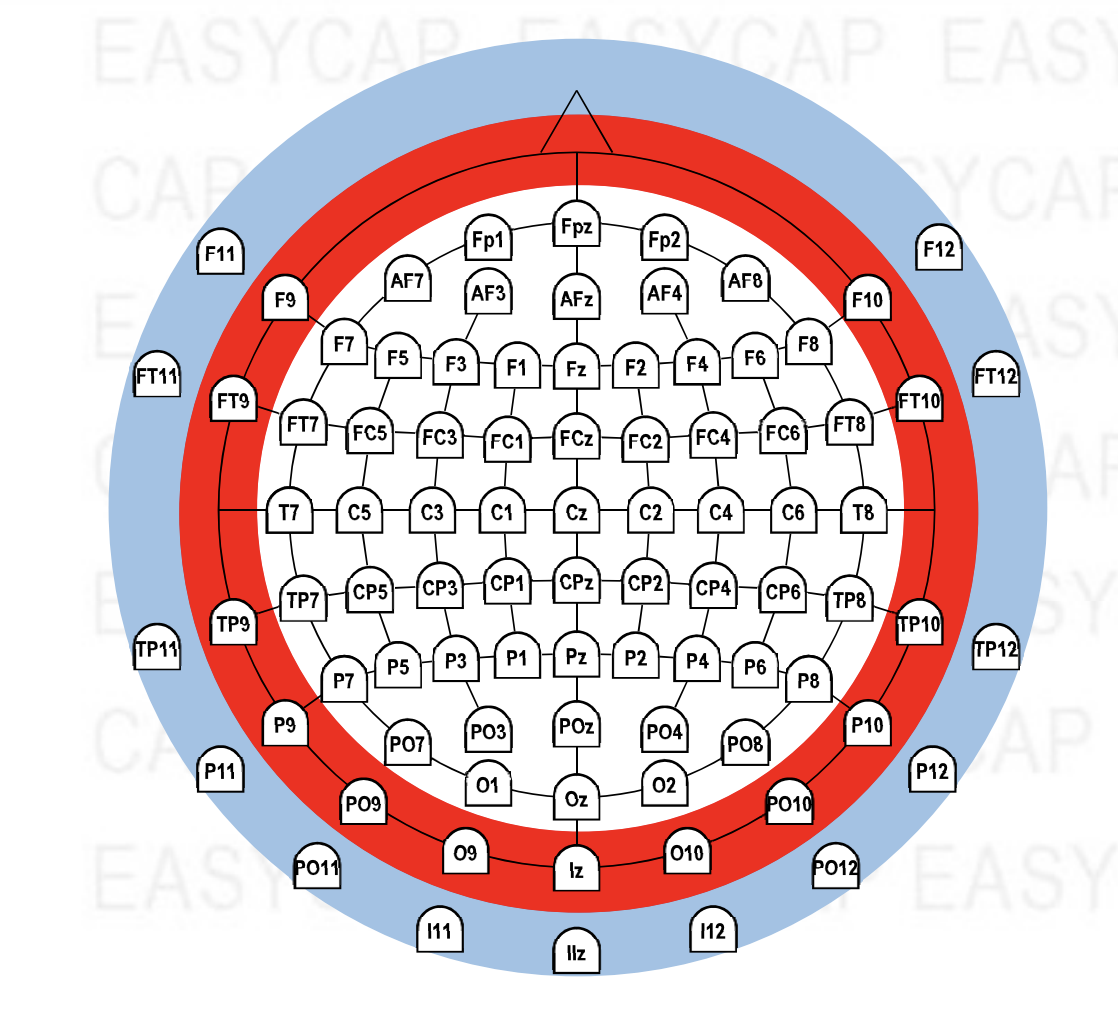 EASYCAP EASYCAP EASY
Fpz
Fp1 Fp2
F11 F12
AF7 AF3 AFz AF4 AF8
F9 F10
F7 F5 F3 F1 Fz F2 F4 F6 F8
FT11 FT12
FT9 FT10
FT7 FC5 FC3 FC1 FCz FC2 FC4 FC6 FT8
T7 C5 C3 C1 Cz C2 C4 C6 T8
TP7 CP5 CP3 CP1 CPz CP2 CP4 CP6 TP8
TP9 TP10
TP11 TP12
P7 P5 P3 P1 Pz P2 P4 P6 P8
P9 P10
PO7 PO3 POz PO4 PO8
P11 P12
O1 Oz O2
PO9 PO10
O9 Iz O10
PO11 PO12
I11 IIz I12